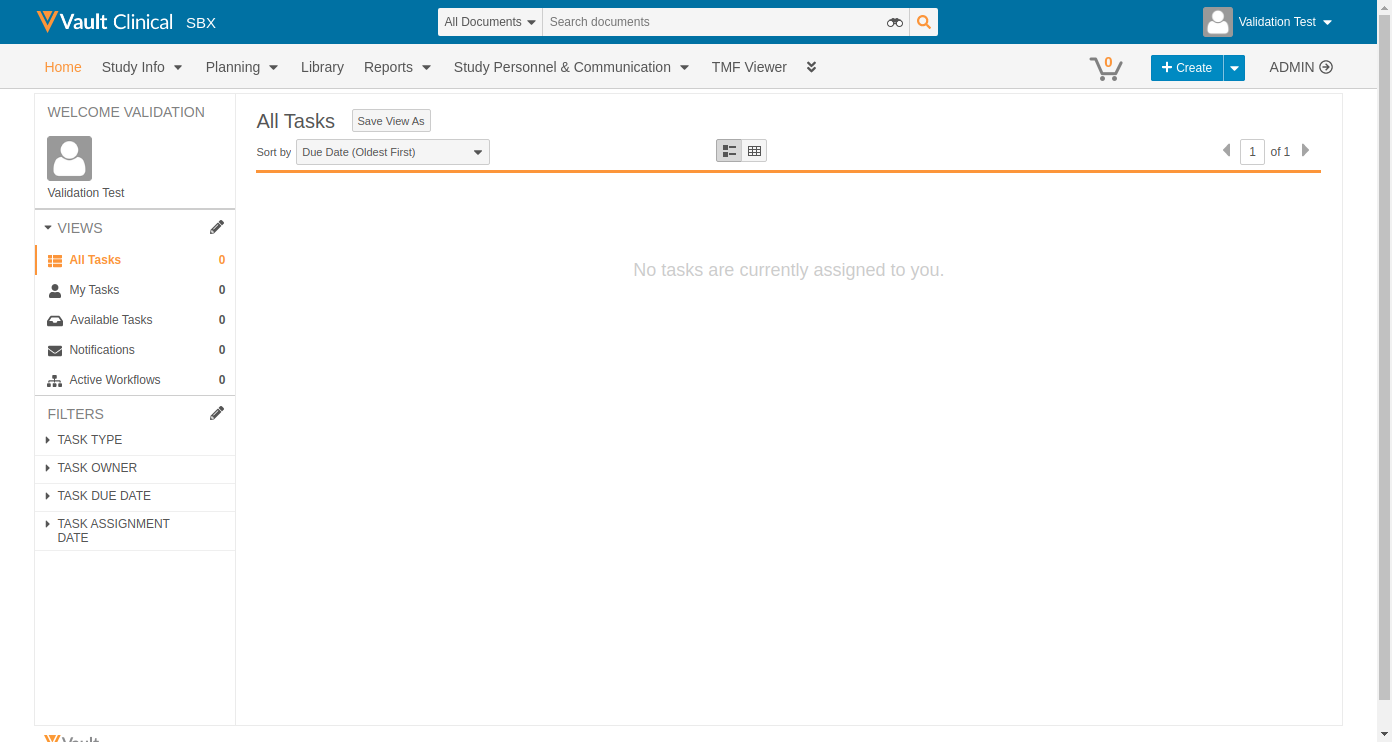 Vault Clinical SBX
All Documents Search documents
Validation Test
Home Study Info Planning Library Reports Study Personnel & Communication TMF Viewer
0
Create
ADMIN
WELCOME VALIDATION
Validation Test
VIEWS
All Tasks 0
My Tasks 0
Available Tasks 0
Notifications 0
Active Workflows 0
FILTERS
TASK TYPE
TASK OWNER
TASK DUE DATE
TASK ASSIGNMENT
DATE
All Tasks Save View As
Sort by Due Date (Oldest First)
1 of 1
No tasks are currently assigned to you.
Vault